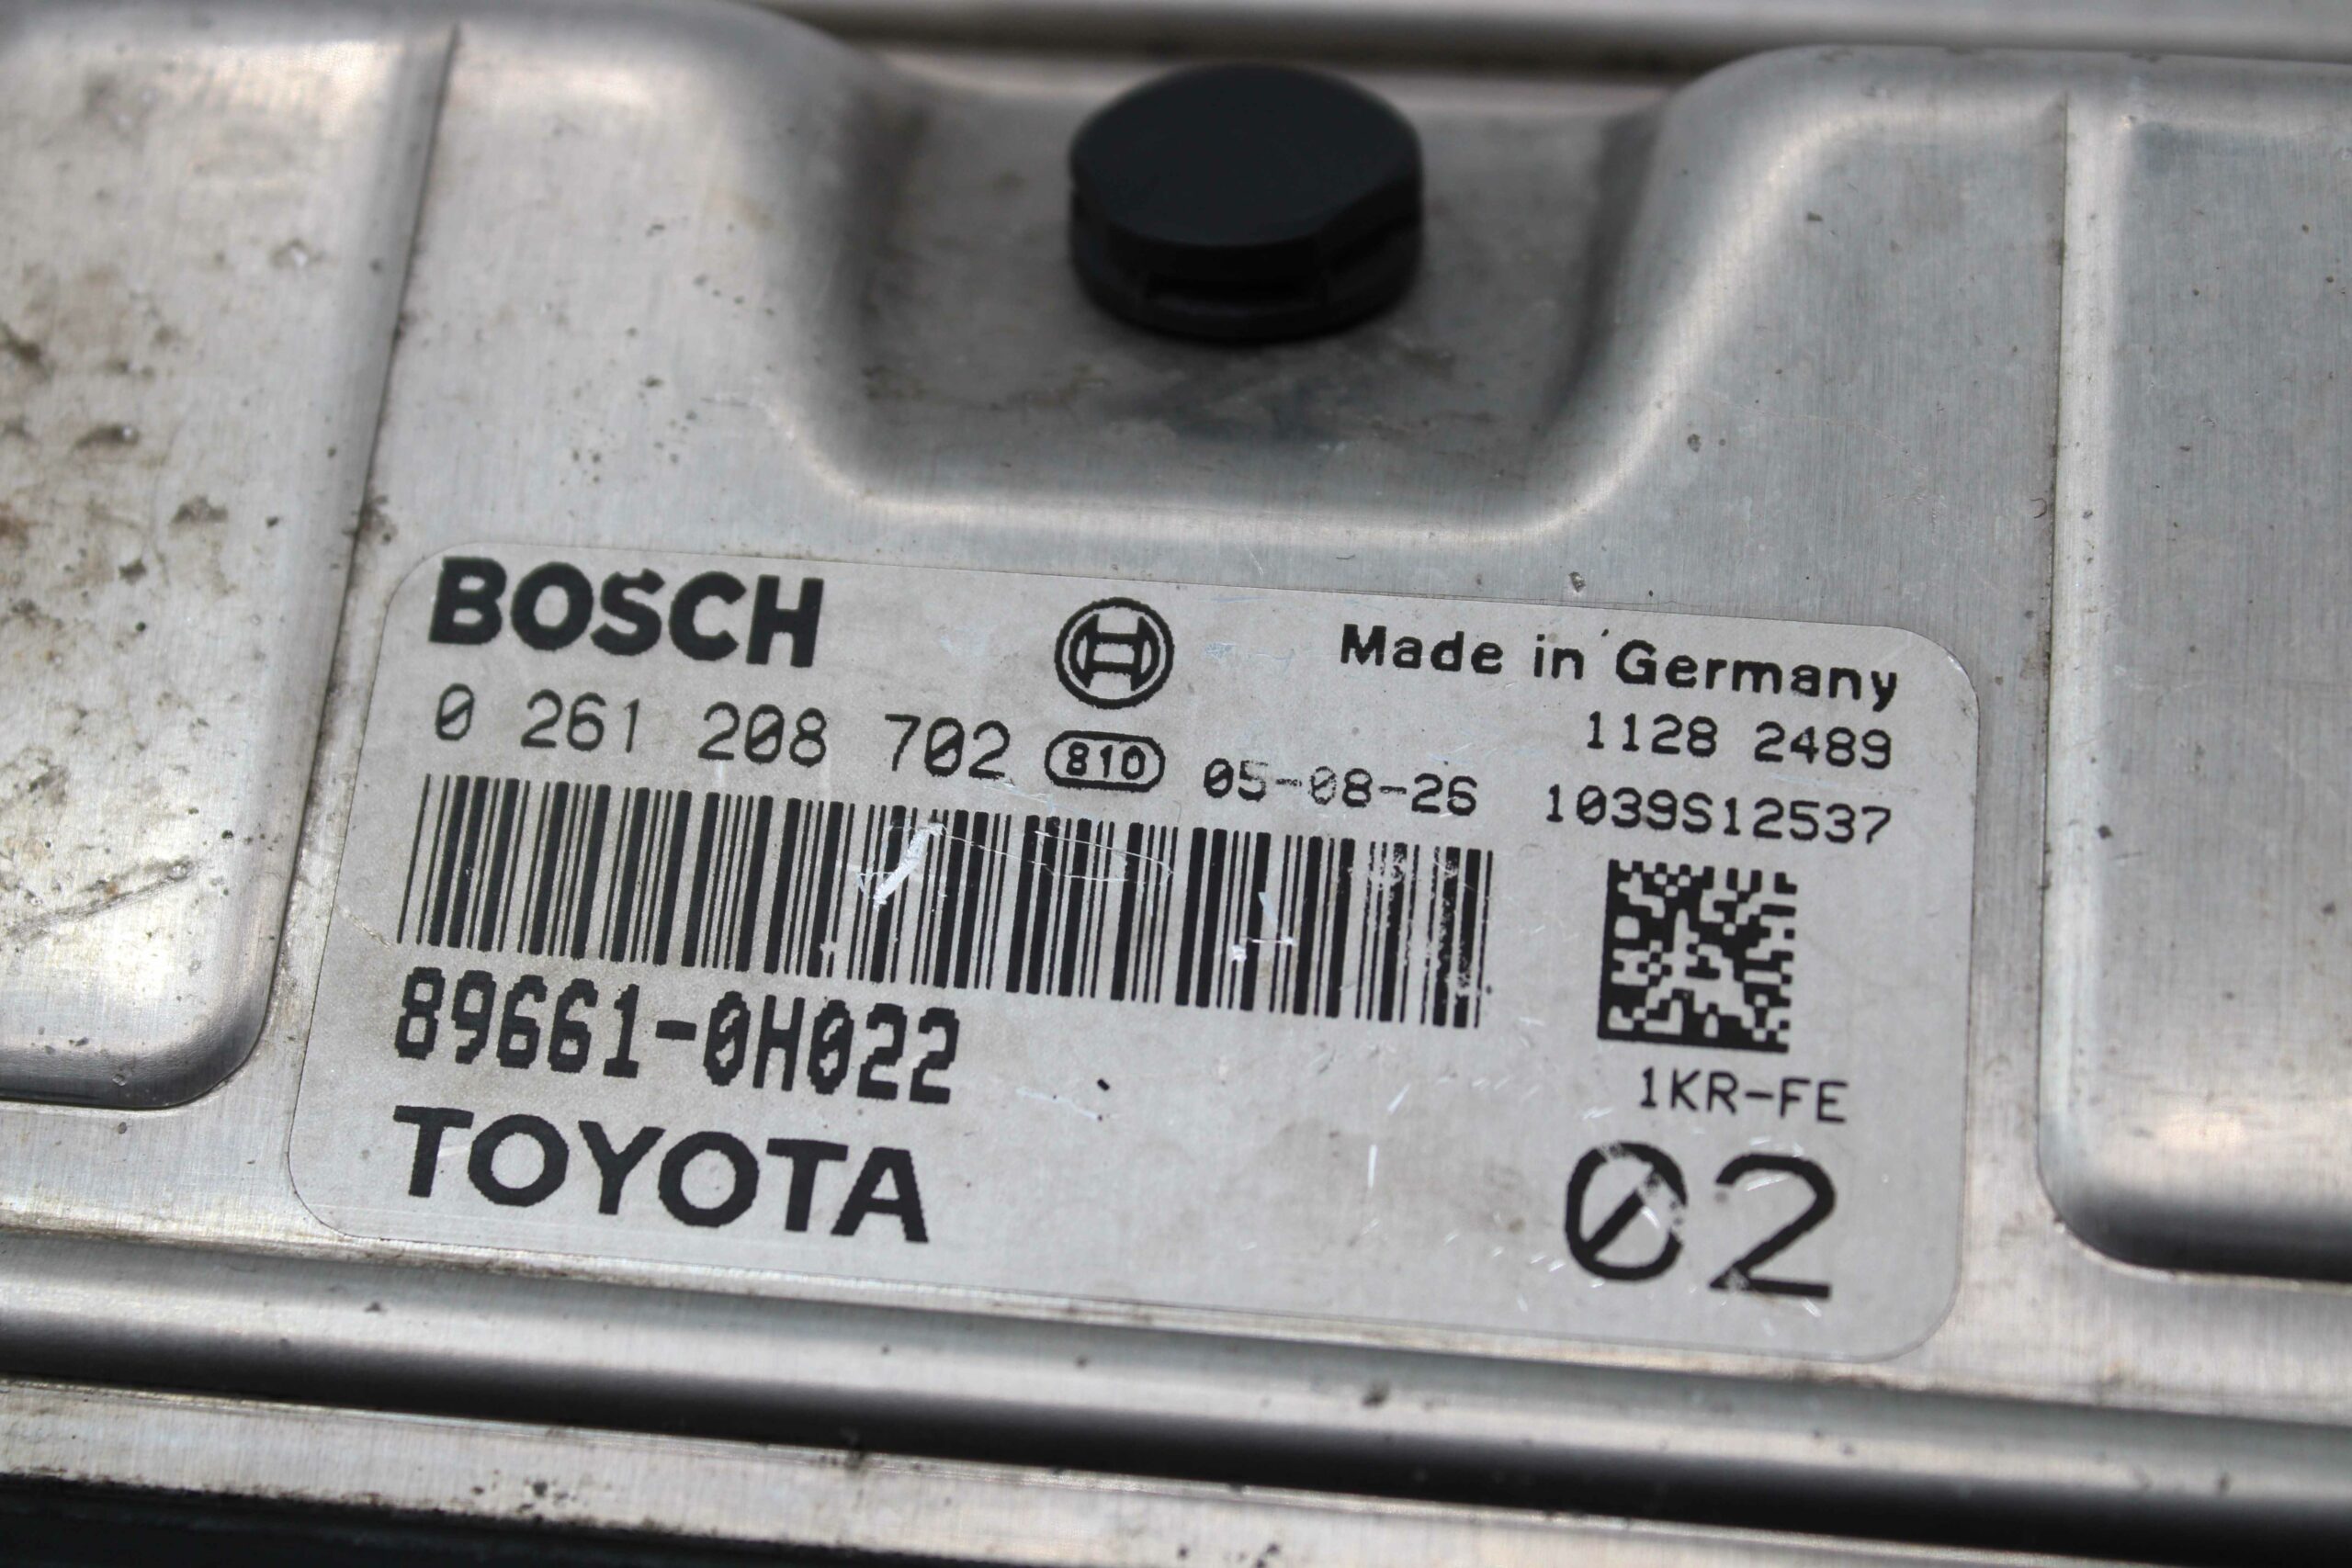 BOSCH
Made in Germany
0 261 208 702 810 05-08-26
1128 2489
1039S12537
89661-0H022
1KR-FE
TOYOTA
02